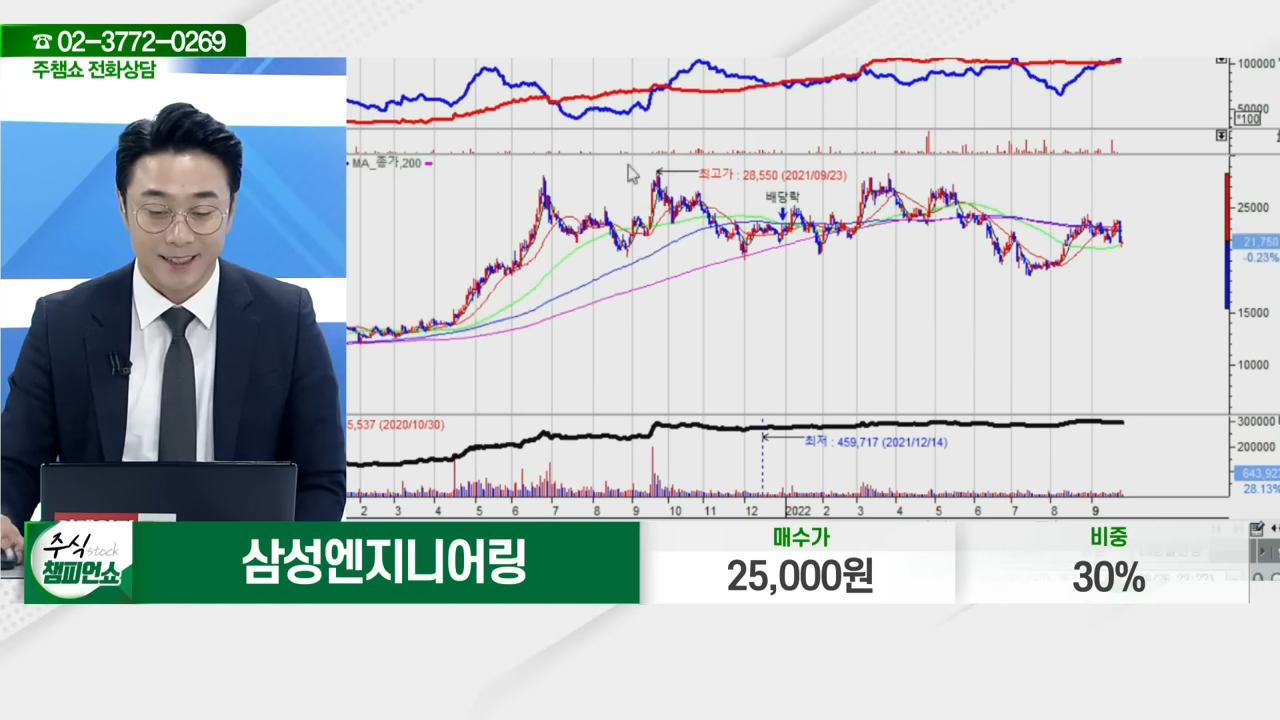 ☎ 02-3772-0269
주챔쇼 전화상담
100000
50000
*100
MA_종가,200
최고가 : 28,550 (2021/09/23)
배당락
25000
21,750
-0.23%
15000
10000
5,537 (2020/10/30)
최저 : 459,717 (2021/12/14)
300000
200000
643,923
28.13%
2 3 4 5 6 7 8 9 10 11 12 2022 2 3 4 5 6 7 8 9
주식 stock
챔피언쇼
삼성엔지니어링
매수가
25,000원
비중
30%